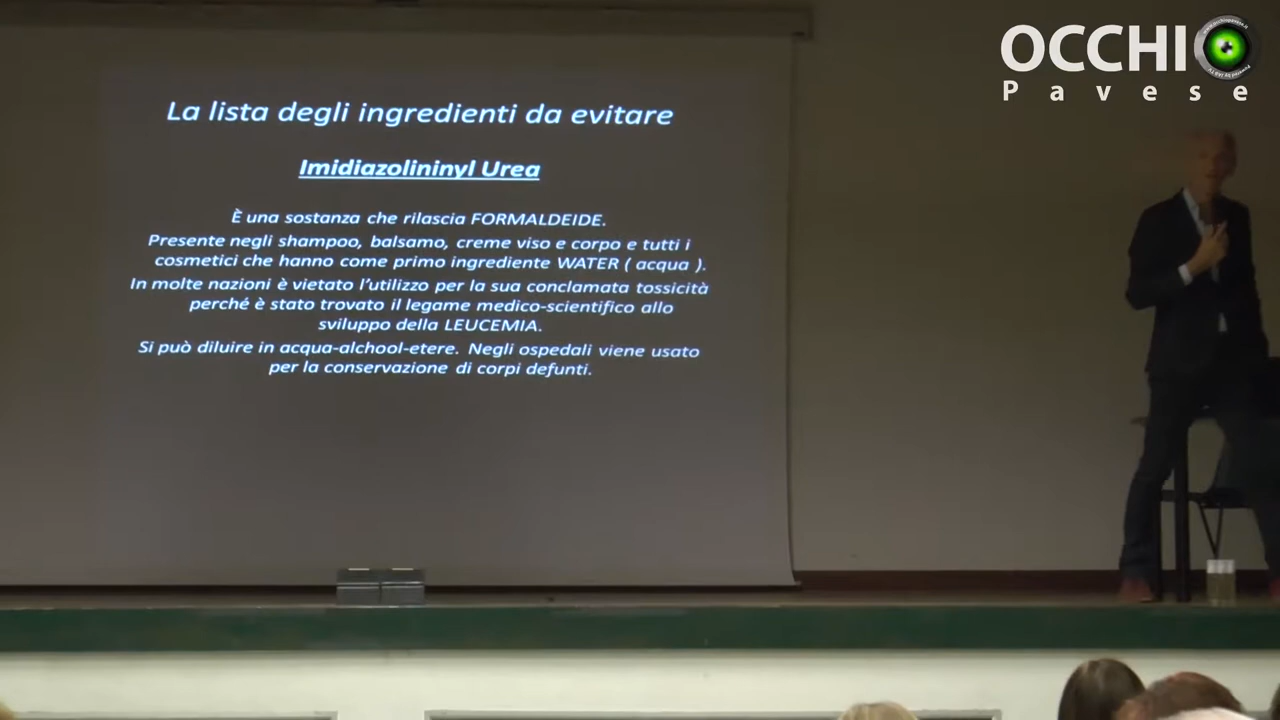 OCCHIO
Pavese
La lista degli ingredienti da evitare
Imidiazolininyl Urea
È una sostanza che rilascia FORMALDEIDE.
Presente negli shampoo, balsamo, creme viso e corpo e tutti i
cosmetici che hanno come primo ingrediente WATER ( acqua ).
In molte nazioni è vietato l'utilizzo per la sua conclamata tossicità
perché è stato trovato il legame medico-scientifico allo
sviluppo della LEUCEMIA.
Si può diluire in acqua-alchool-etere. Negli ospedali viene usato
per la conservazione di corpi defunti.